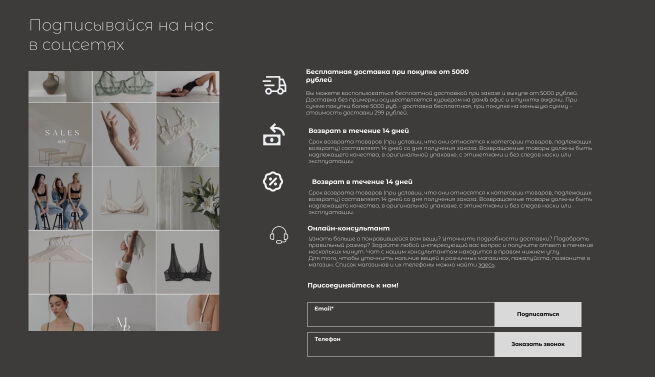 Подписывайся на нас
в соцсетях
SALES
Бесплатная доставка при покупке от 5000
рублей
Вы можете воспользоваться бесплатной доставкой при заказе и выкупе от 5000 рублей.
Доставка без примерки осуществляется курьером на дом/в офис и в пункты выдачи. При
сумме покупки более 5000 руб. - доставка бесплатная, при покупке на меньшую сумму -
стоимость доставки 299 рублей.
Возврат в течение 14 дней
Срок возврата товаров (при условии, что они относятся к категории товаров, подлежащих
возврату) составляет 14 дней со дня получения заказа. Возвращаемые товары должны быть
надлежащего качества, в оригинальной упаковке, с этикетками и без следов носки или
эксплуатации.
Возврат в течение 14 дней
Срок возврата товаров (при условии, что они относятся к категории товаров, подлежащих
возврату) составляет 14 дней со дня получения заказа. Возвращаемые товары должны быть
надлежащего качества, в оригинальной упаковке, с этикетками и без следов носки или
эксплуатации.
Онлайн-консультант
Узнать больше о понравившейся вам вещи? Уточнить подробности доставки? Подобрать
правильный размер? Задайте любой интересующий вас вопрос и получите ответ в течение
нескольких минут. Чат с нашим консультантом находится в правом нижнем углу.
Для того, чтобы уточнить наличие вещей в розничных магазинах, пожалуйста, позвоните в
магазин. Список магазинов и их телефоны можно найти здесь.
Присоединяйтесь к нам!
Email*
Подписаться
Телефон
Заказать звонок